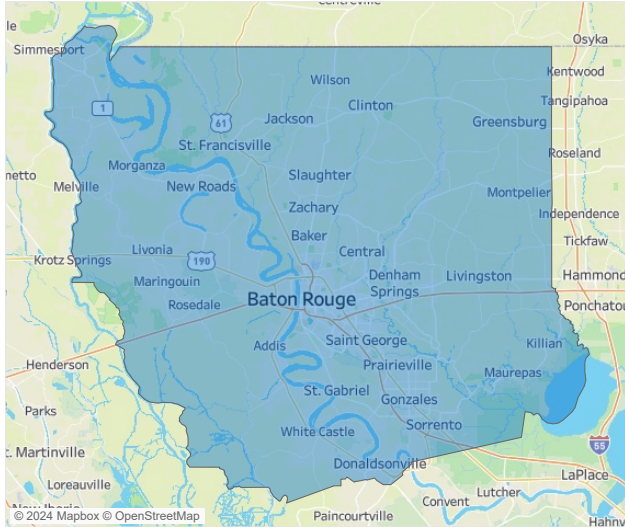 Centreville
Simmesport
Osyka
Wilson
Kentwood
1
Clinton
Tangipahoa
Jackson
61
Greensburg
St. Francisville
Roseland
Morganza
Slaughter
Melville
New Roads
Montpelier
Zachary
Independence
Baker
Tickfaw
Livonia
Central
Krotz Springs
190
Maringouin
Denham
Springs
Livingston
Hammond
Rosedale
Baton Rouge
Ponchatou
Addis
Saint George
Killian
Henderson
Prairieville
Maurepas
St. Gabriel
Gonzales
Parks
White Castle
Sorrento
55
t. Martinville
Donaldsonville
LaPlace
Loreauville
Lutcher
Convent
© 2024 Mapbox © OpenStreetMap
Paincourtville
Hahnv